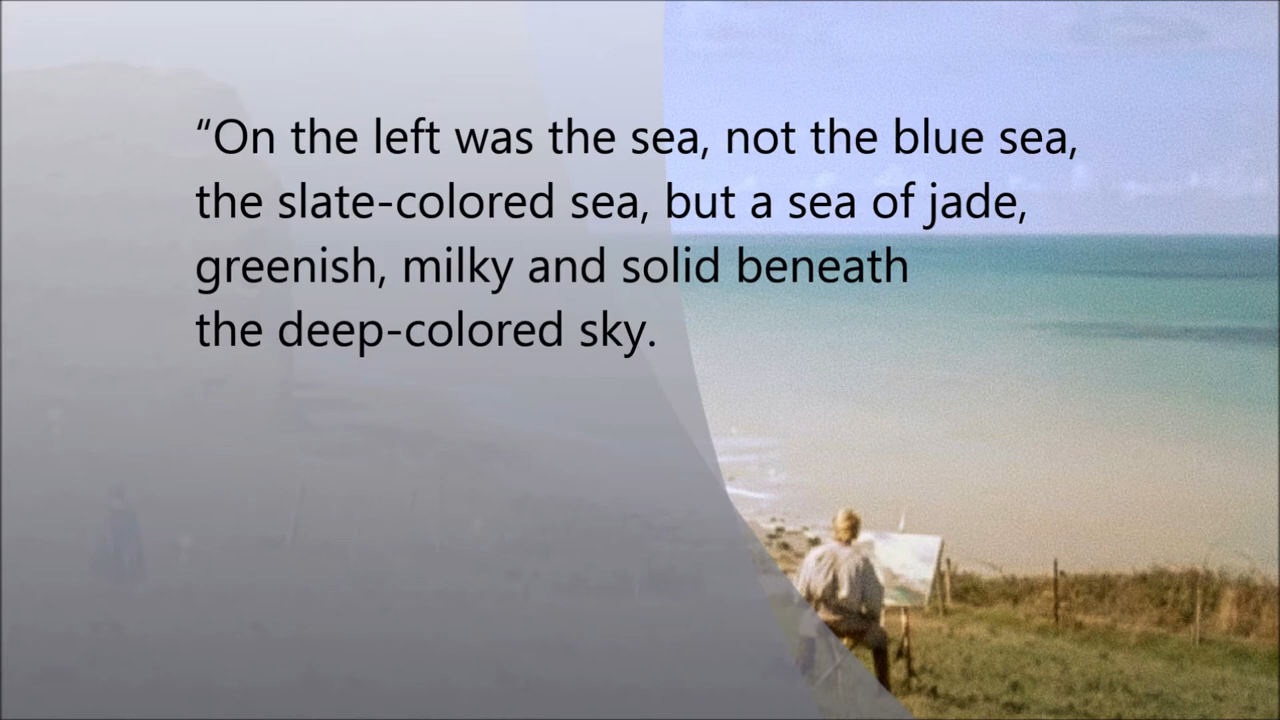 “On the left was the sea, not the blue sea,
the slate-colored sea, but a sea of jade,
greenish, milky and solid beneath
the deep-colored sky.